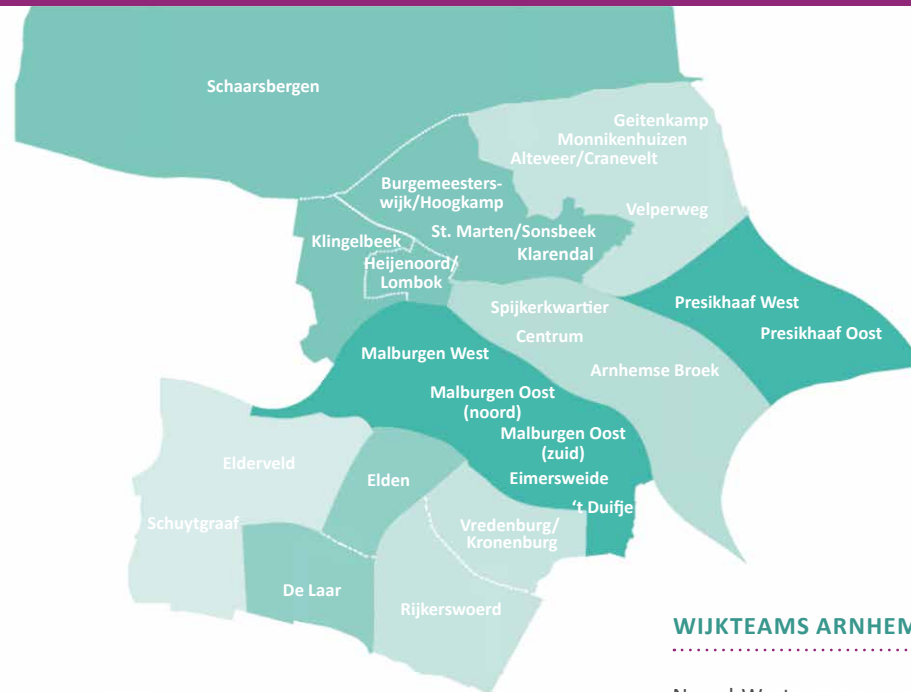 Schaarsbergen
Geitenkamp
Monnikenhuizen
Alteveer/Cranevelt
Burgemeesters-
wijk/Hoogkamp
Velperweg
St. Marten/Sonsbeek
Klingelbeek
Klarendal
Heijenoord/
Lombok
Presikhaaf West
Spijkerkwartier
Presikhaaf Oost
Centrum
Malburgen West
Arnhemse Broek
Malburgen Oost
(noord)
Malburgen Oost
(zuid)
Elderveld
Elden
Eimersweide
't Duifje
Schuytgraaf
Vredenburg/
Kronenburg
De Laar
Rijkerswoerd
WIJKTEAMS ARNHEM